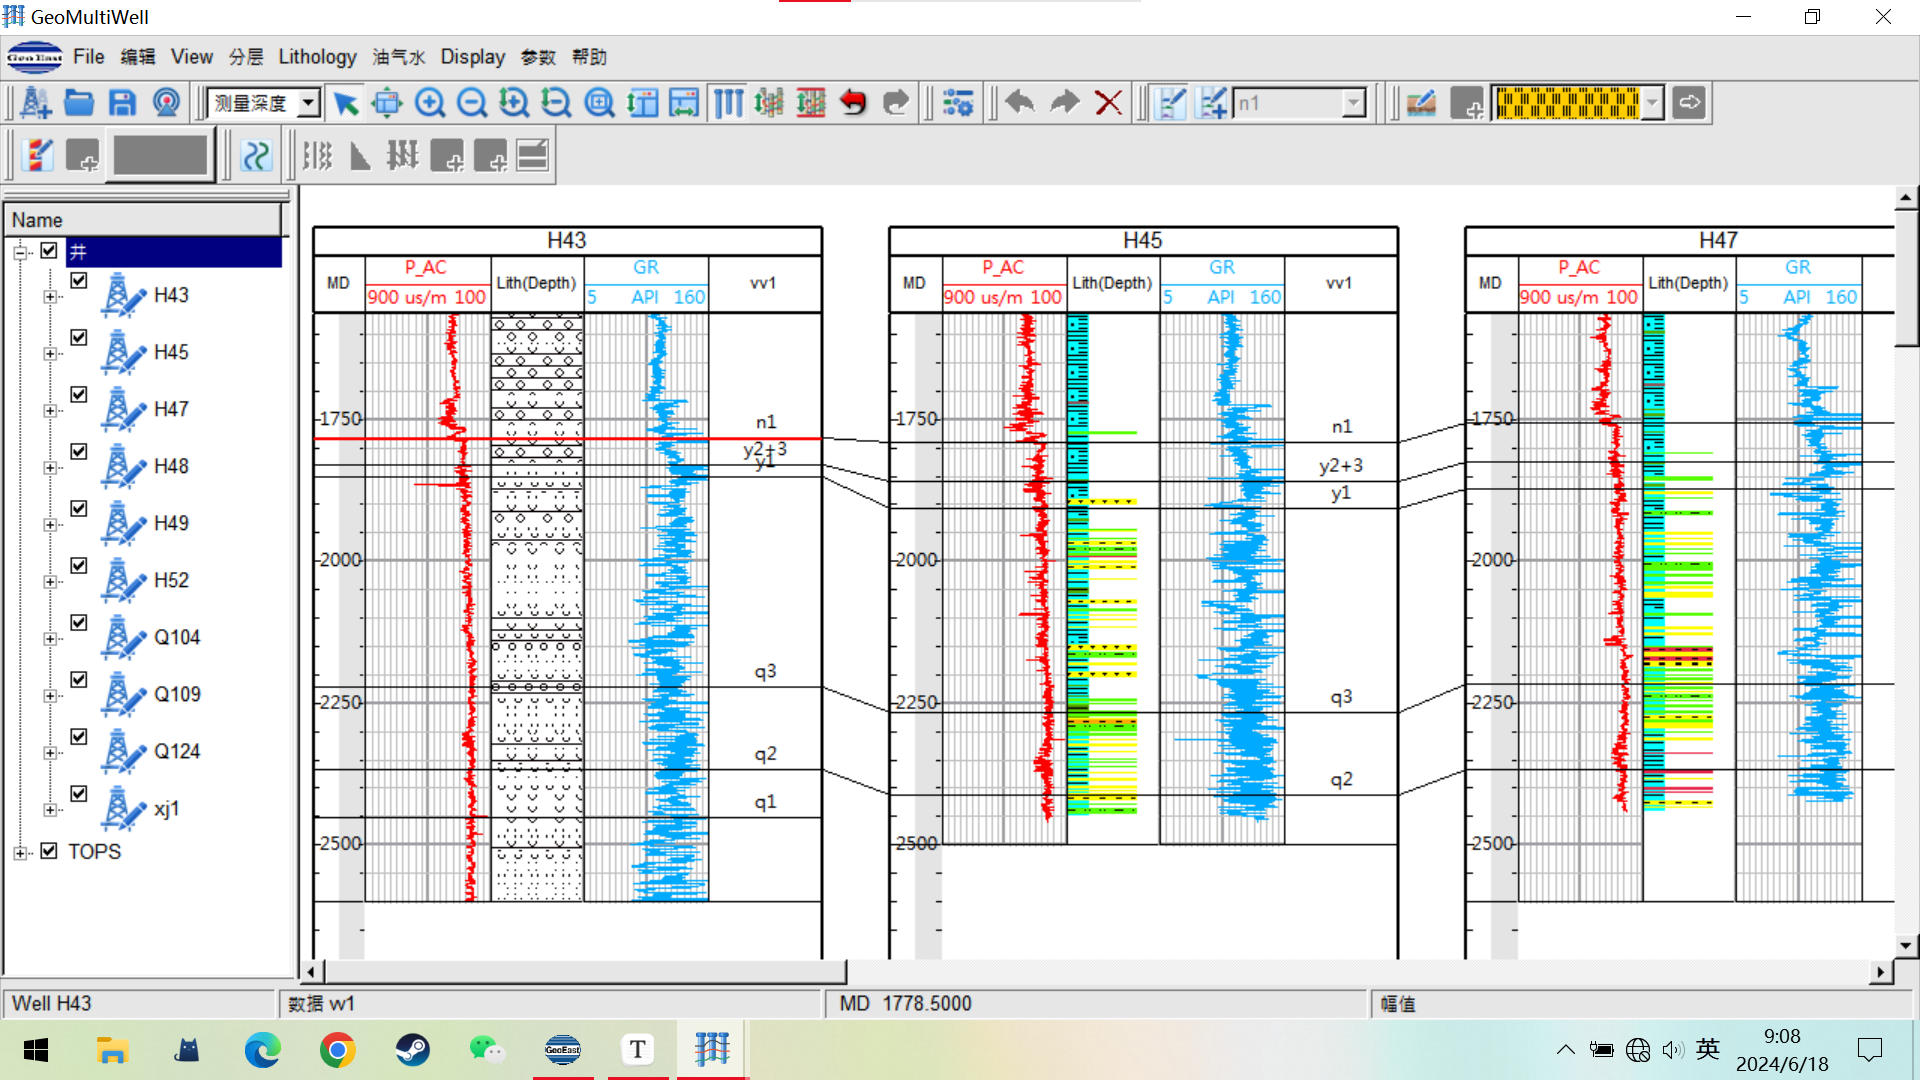 GeoMultiWell
GeoEast File 编辑 View 分层 Lithology 油气水 Display 参数 帮助
测量深度 n1
Name
井
H43
H45
H47
H48
H49
H52
Q104
Q109
Q124
xj1
TOPS
H43
MD P_AC Lith(Depth) GR vv1
900 us/m 100 5 API 160
1750
2000
2250
2500
n1
y2+3
y1
q3
q2
q1
H45
MD P_AC Lith(Depth) GR vv1
900 us/m 100 5 API 160
1750
2000
2250
2500
n1
y2+3
y1
q3
q2
H47
MD P_AC Lith(Depth) GR
900 us/m 100 5 API 160
1750
2000
2250
2500
Well H43 数据 w1 MD 1778.5000 幅值
GeoEast T 英 9:08
2024/6/18